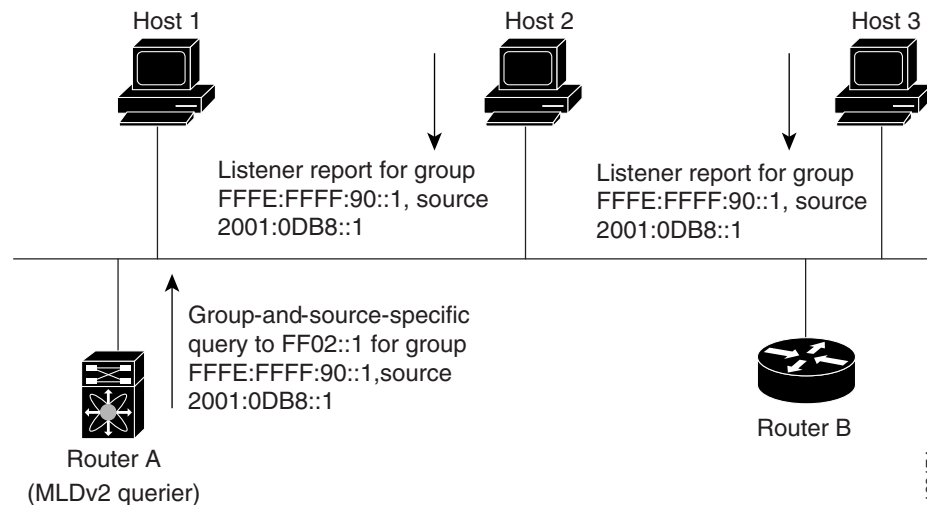 Host 1
Host 2
Host 3
Listener report for group
FFFE:FFFF:90::1, source
2001:0DB8::1
Listener report for group
FFFE:FFFF:90::1, source
2001:0DB8::1
Group-and-source-specific
query to FF02::1 for group
FFFE:FFFF:90::1,source
2001:0DB8::1
Router A
(MLDv2 querier)
Router B